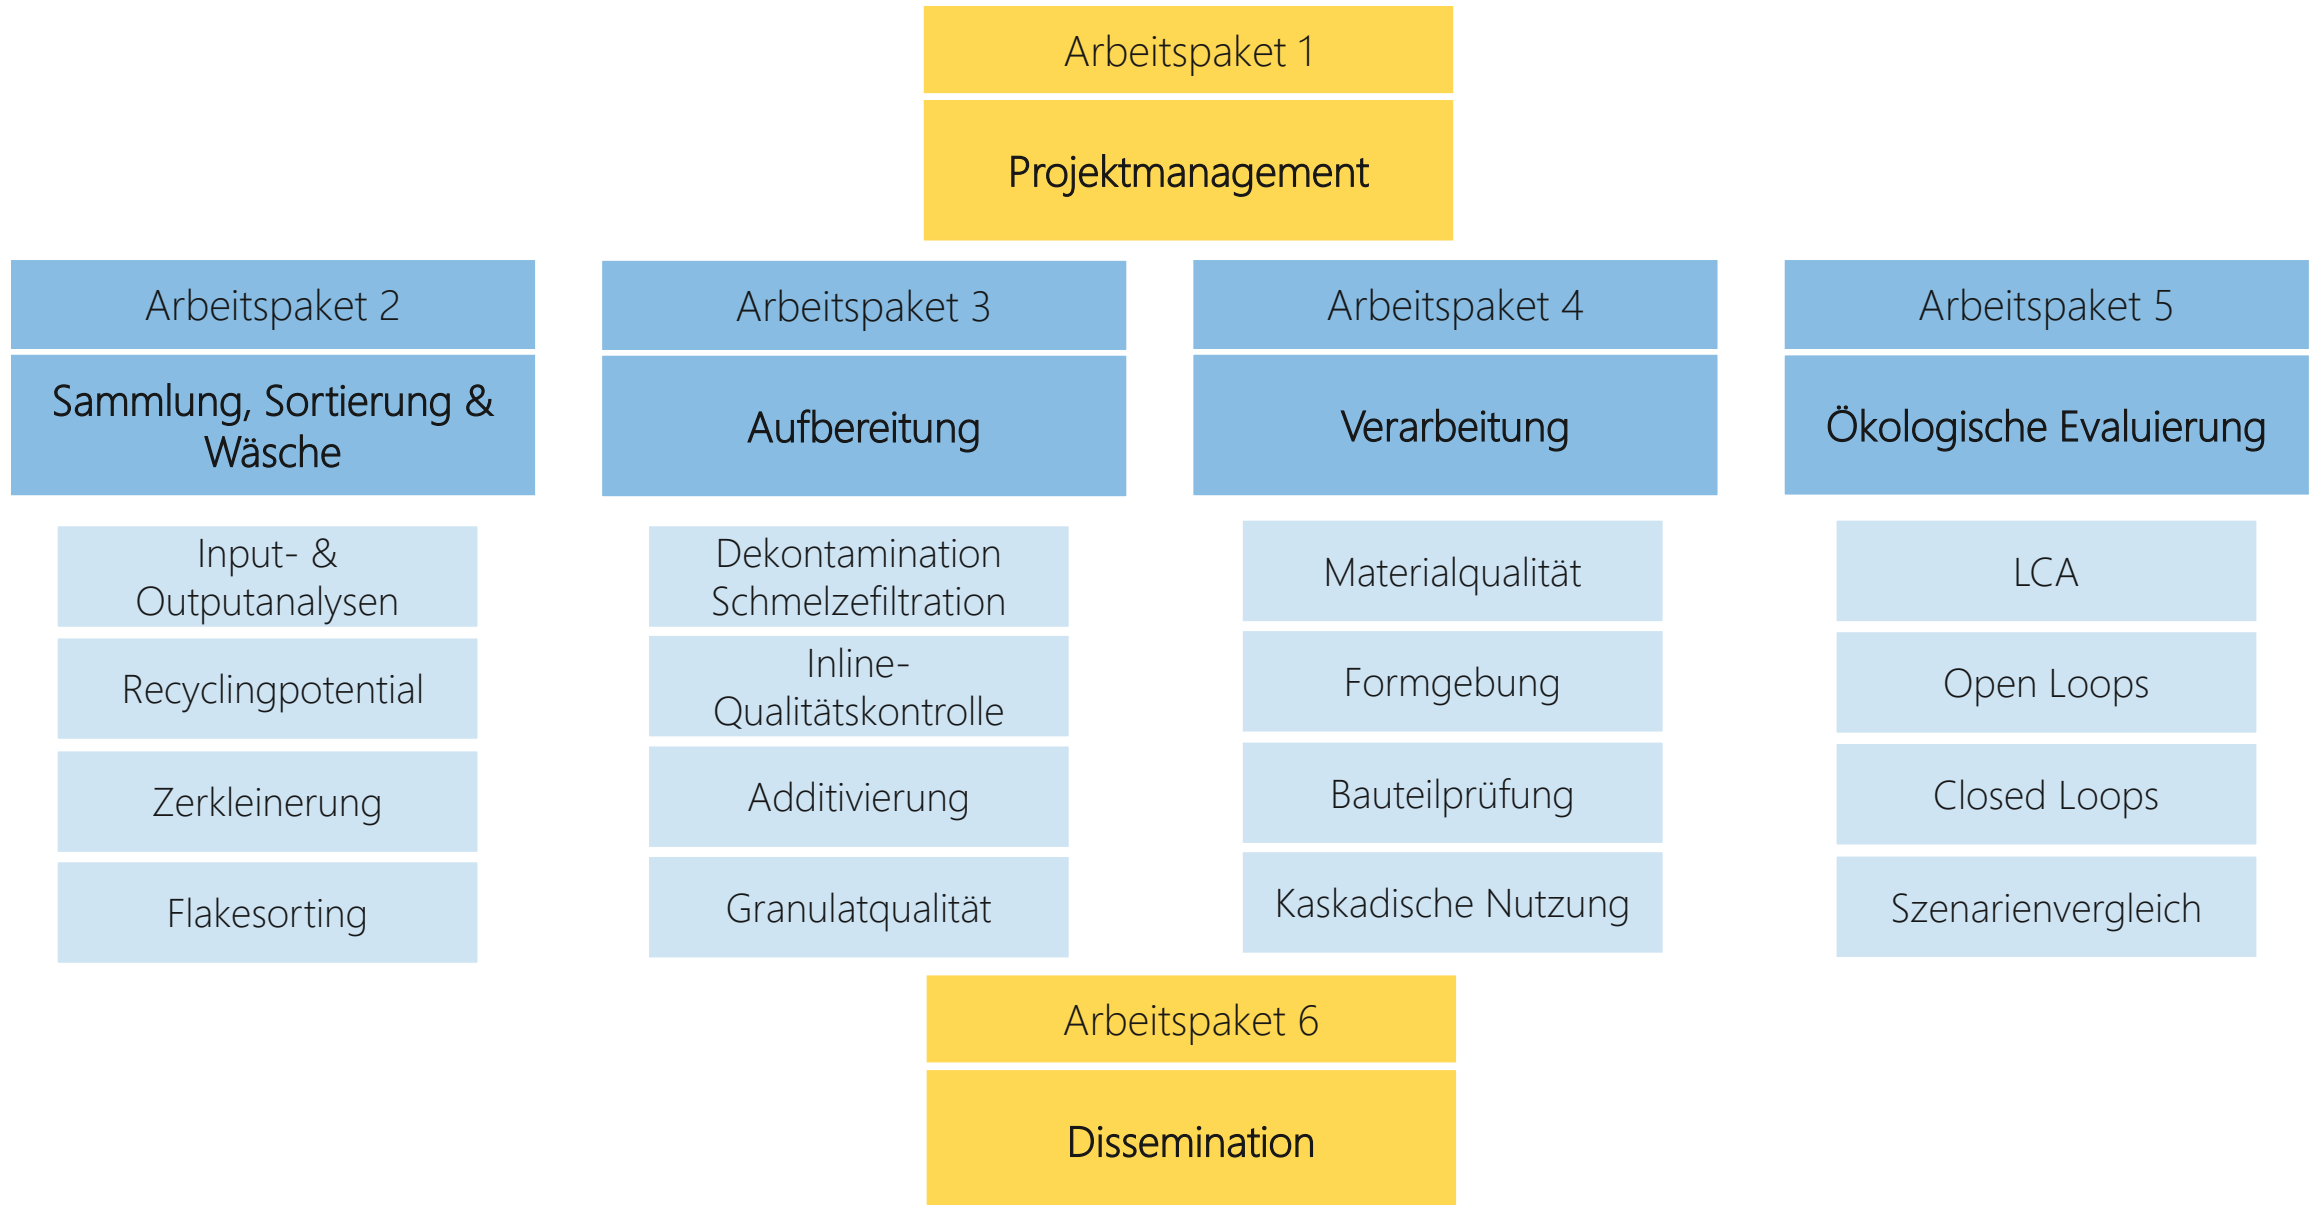 Arbeitspaket 1
Projektmanagement
Arbeitspaket 2
Sammlung, Sortierung &
Wäsche
Input- &
Outputanalysen
Recyclingpotential
Zerkleinerung
Flakesorting
Arbeitspaket 3
Aufbereitung
Dekontamination
Schmelzefiltration
Inline-
Qualitätskontrolle
Additivierung
Granulatqualität
Arbeitspaket 4
Verarbeitung
Materialqualität
Formgebung
Bauteilprüfung
Kaskadische Nutzung
Arbeitspaket 5
Ökologische Evaluierung
LCA
Open Loops
Closed Loops
Szenarienvergleich
Arbeitspaket 6
Dissemination